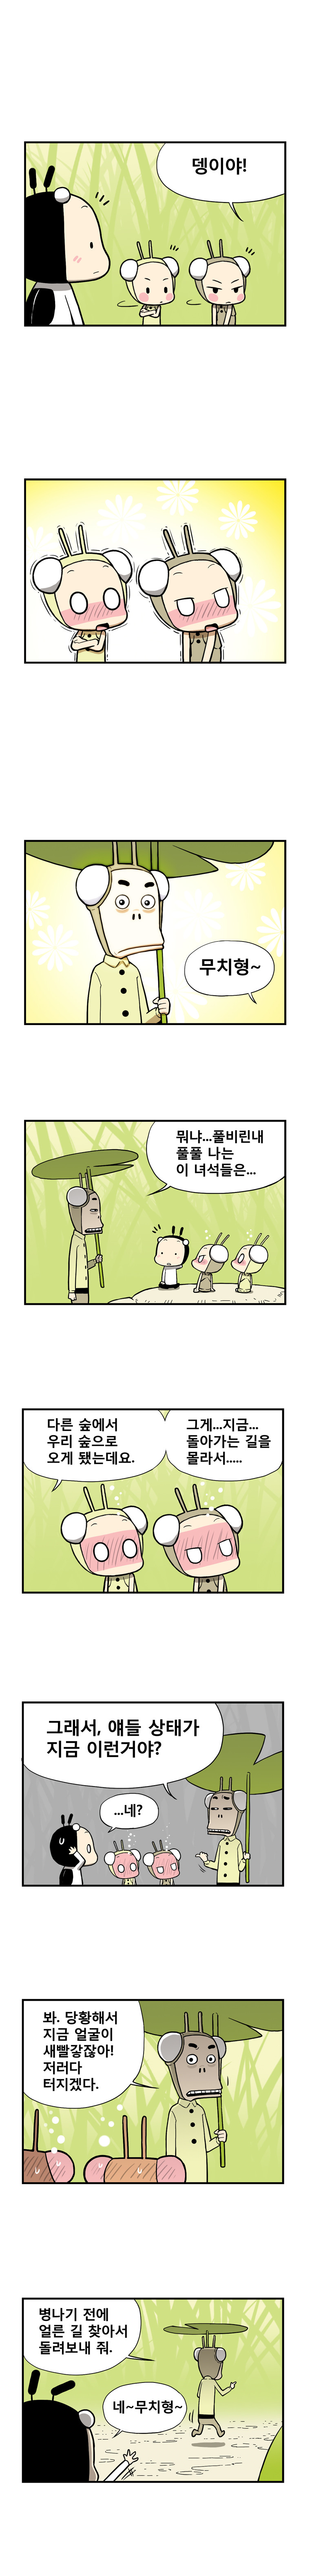 뎅이야!
무치형~
뭐냐...풀비린내
풀풀 나는
이 녀석들은...
다른 숲에서
우리 숲으로
오게 됐는데요.
그게...지금...
돌아가는 길을
몰라서.....
그래서, 얘들 상태가
지금 이런거야?
...네?
봐. 당황해서
지금 얼굴이
새빨갛잖아!
저러다
터지겠다.
병나기 전에
얼른 길 찾아서
돌려보내 줘.
네~무치형~